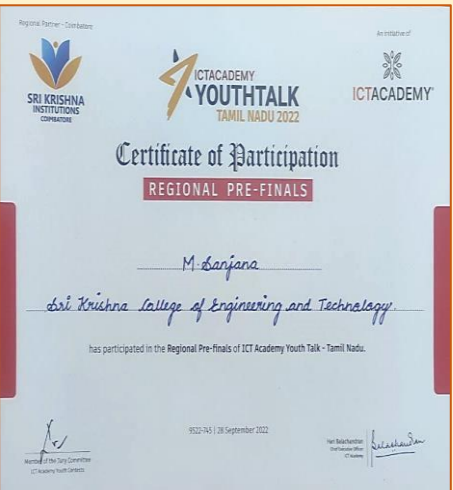 Regional Partner - Coimbatore
An initiative of
SRI KRISHNA
INSTITUTIONS
COIMBATORE
ICTACADEMY
YOUTHTALK
TAMIL NADU 2022
ICTACADEMY
Certificate of Participation
REGIONAL PRE-FINALS
M. Sanjana
Sri Krishna College of Engineering and Technology.
has participated in the Regional Pre-finals of ICT Academy Youth Talk - Tamil Nadu.
9522-745 | 28 September 2022
Member of the Jury Committee
ICT Academy Youth Contests
Hari Balachandran
Chief Executive Officer
ICT Academy
Balachandran